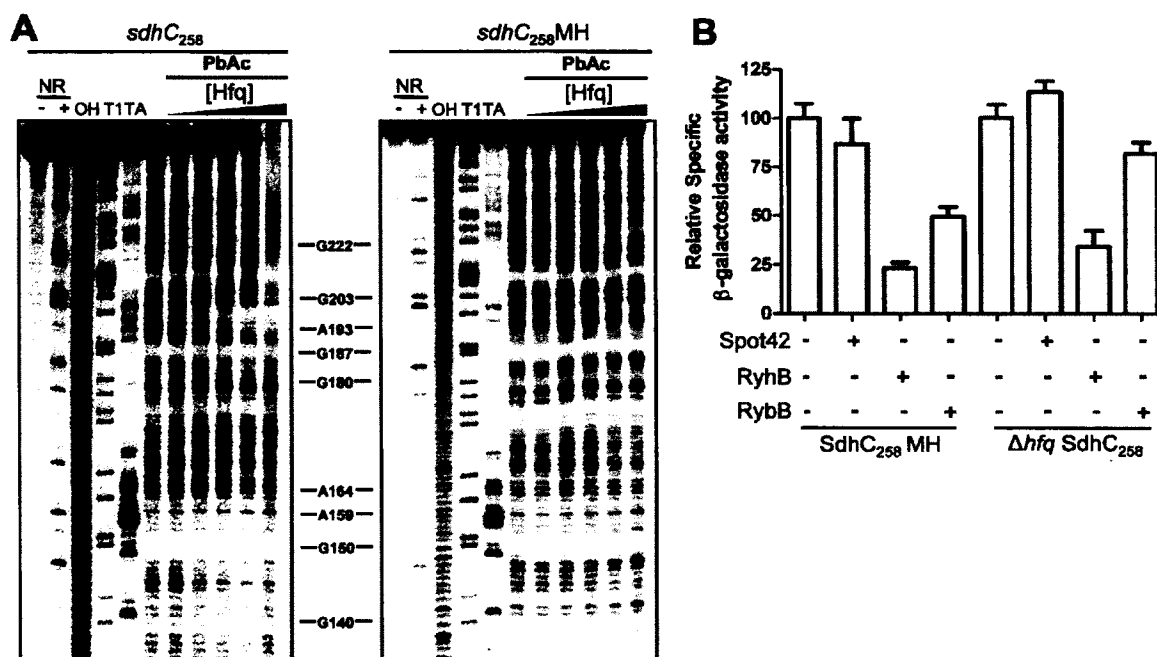 A
sdhC258
PbAc
NR
[Hfq]
- + OH T1 TA
sdhC258MH
PbAc
NR
[Hfq]
- + OH T1 TA
G222
G203
A193
G187
G180
A164
A159
G150
G140
B
Relative Specific
β-galactosidase activity
125
100
75
50
25
0
Spot42 - + - - - + - -
RyhB - - + - - - + -
RybB - - - + - - - +
SdhC258 MH
Δhfq SdhC258